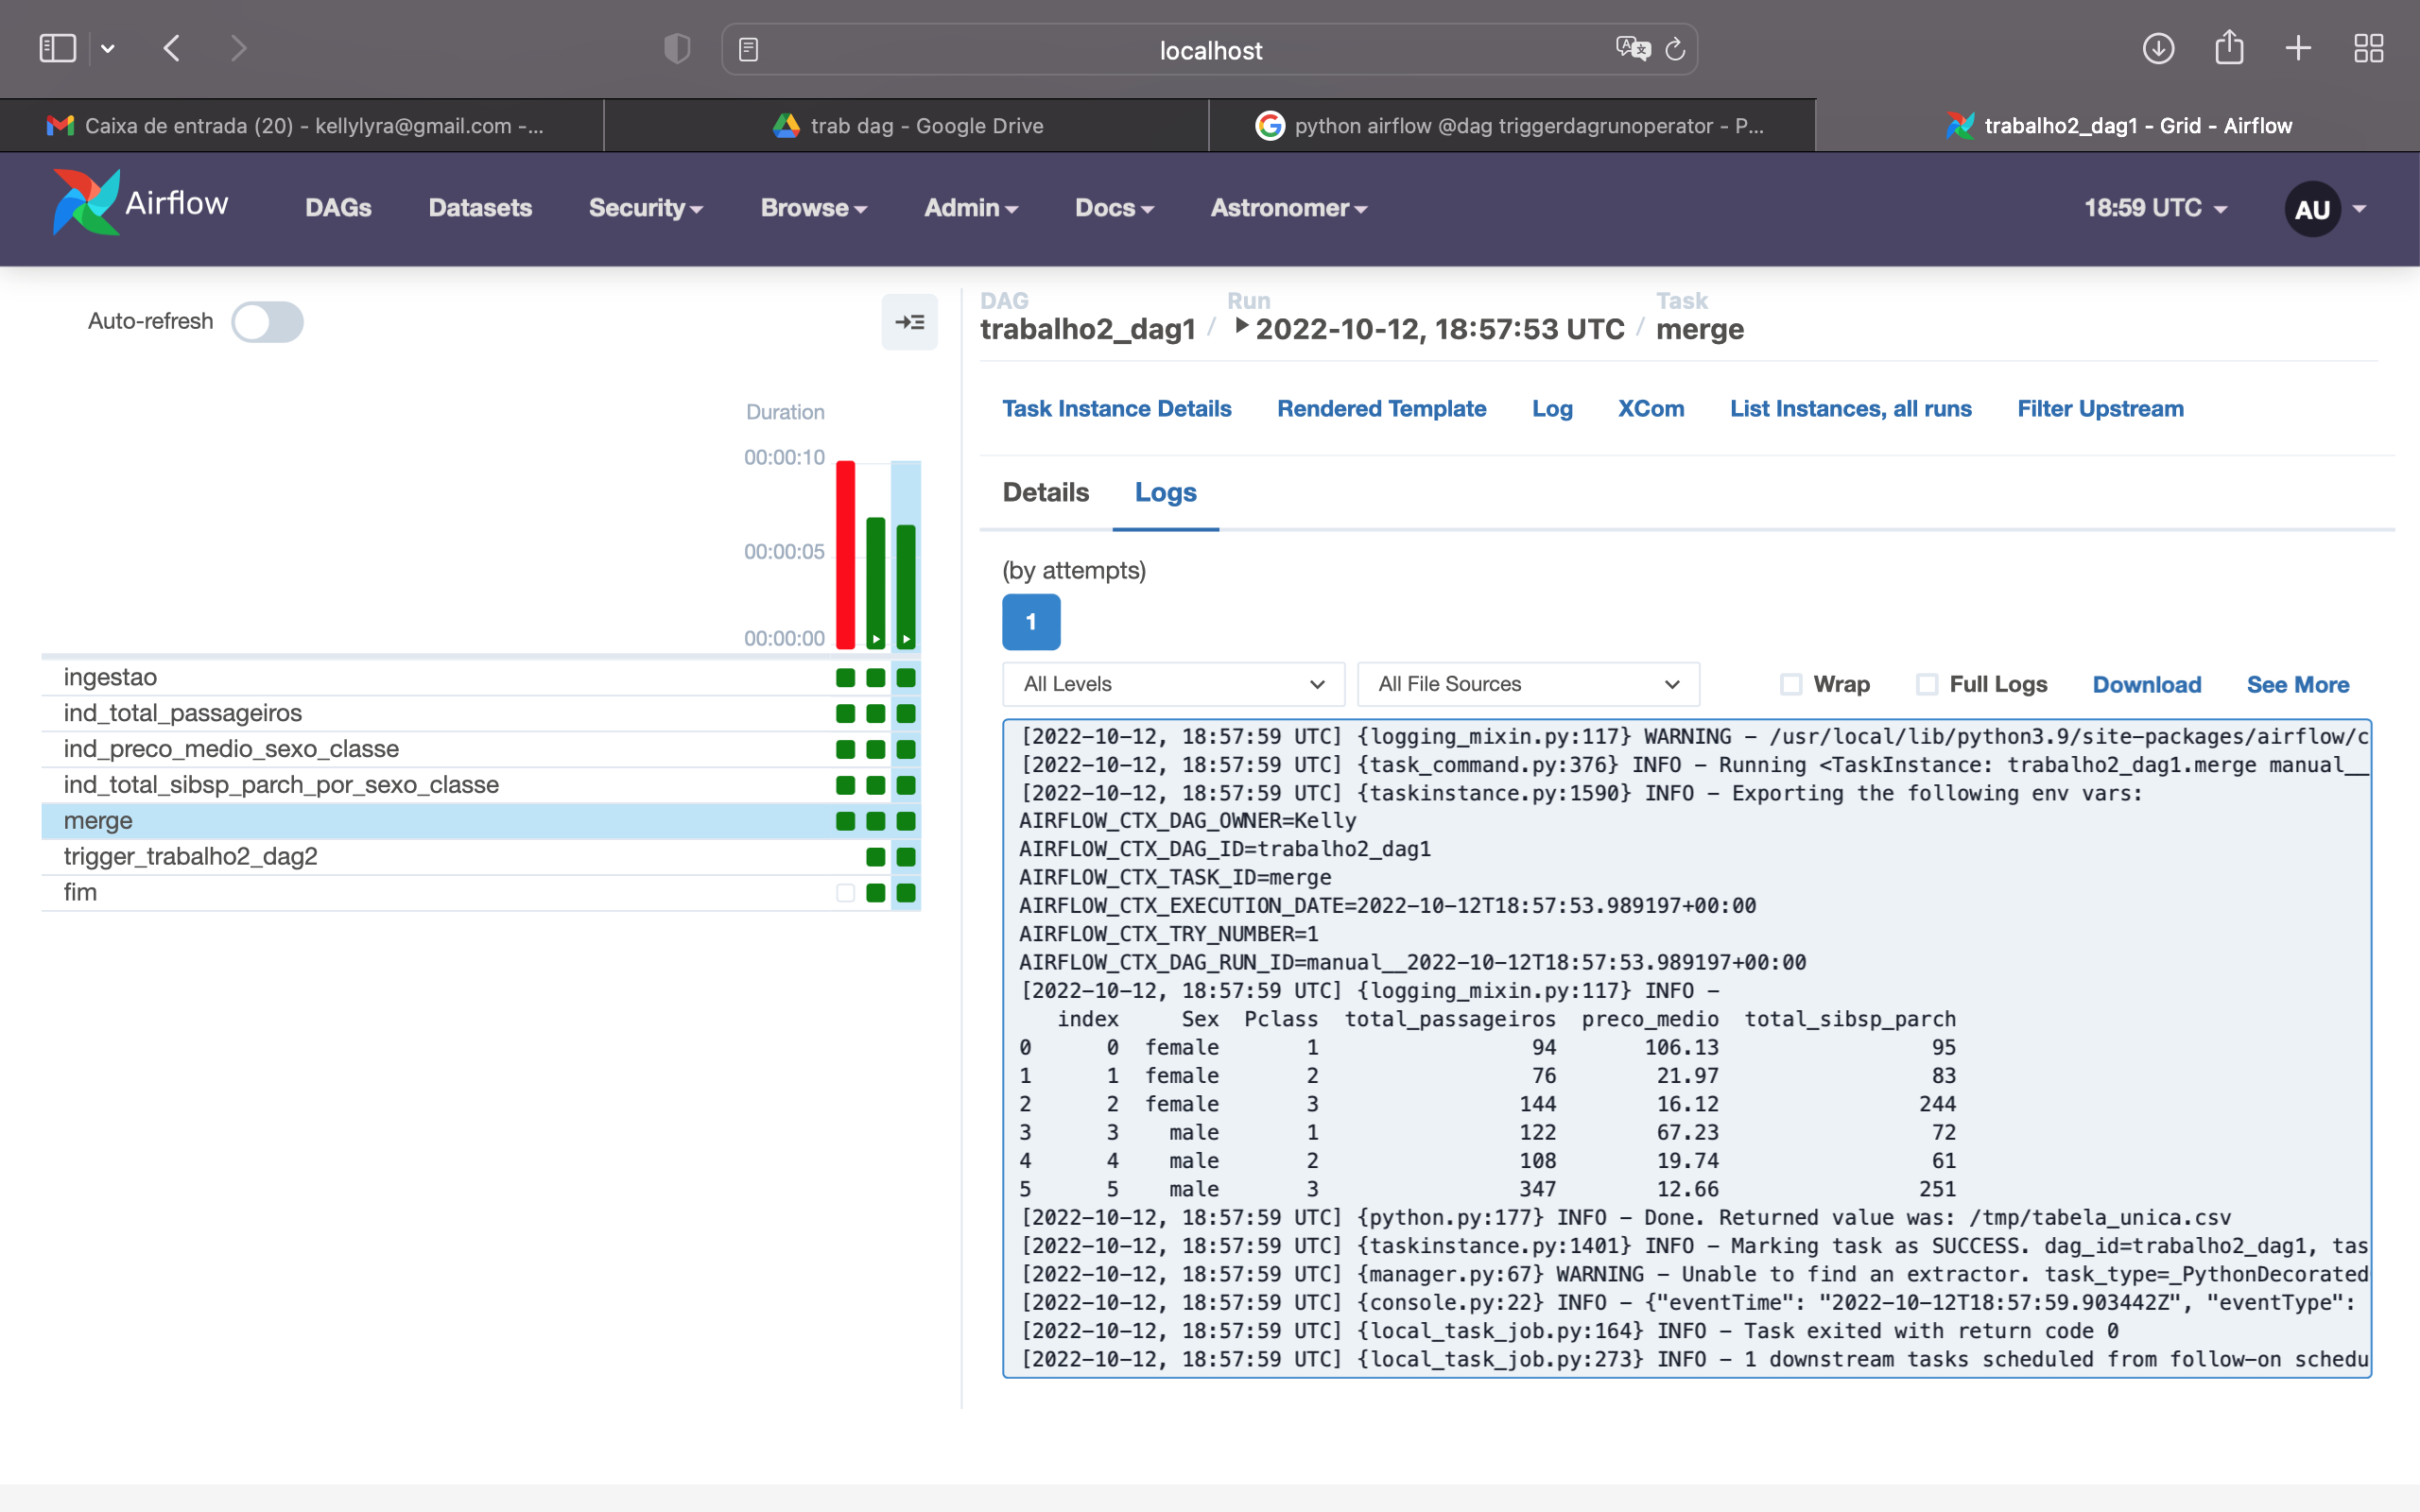 localhost
Caixa de entrada (20) - kellylyra@gmail.com -...
trab dag - Google Drive
python airflow @dag triggerdagrunoperator - P...
trabalho2_dag1 - Grid - Airflow
Airflow DAGs Datasets Security Browse Admin Docs Astronomer 18:59 UTC AU
Auto-refresh
DAG Run Task
trabalho2_dag1 / 2022-10-12, 18:57:53 UTC / merge
Task Instance Details Rendered Template Log XCom List Instances, all runs Filter Upstream
Duration
00:00:10
00:00:05
00:00:00
ingestao
ind_total_passageiros
ind_preco_medio_sexo_classe
ind_total_sibsp_parch_por_sexo_classe
merge
trigger_trabalho2_dag2
fim
Details Logs
(by attempts)
1
All Levels All File Sources Wrap Full Logs Download See More
[2022-10-12, 18:57:59 UTC] {logging_mixin.py:117} WARNING - /usr/local/lib/python3.9/site-packages/airflow/c
[2022-10-12, 18:57:59 UTC] {task_command.py:376} INFO - Running <TaskInstance: trabalho2_dag1.merge manual__
[2022-10-12, 18:57:59 UTC] {taskinstance.py:1590} INFO - Exporting the following env vars:
AIRFLOW_CTX_DAG_OWNER=Kelly
AIRFLOW_CTX_DAG_ID=trabalho2_dag1
AIRFLOW_CTX_TASK_ID=merge
AIRFLOW_CTX_EXECUTION_DATE=2022-10-12T18:57:53.989197+00:00
AIRFLOW_CTX_TRY_NUMBER=1
AIRFLOW_CTX_DAG_RUN_ID=manual__2022-10-12T18:57:53.989197+00:00
[2022-10-12, 18:57:59 UTC] {logging_mixin.py:117} INFO -
index Sex Pclass total_passageiros preco_medio total_sibsp_parch
0 0 female 1 94 106.13 95
1 1 female 2 76 21.97 83
2 2 female 3 144 16.12 244
3 3 male 1 122 67.23 72
4 4 male 2 108 19.74 61
5 5 male 3 347 12.66 251
[2022-10-12, 18:57:59 UTC] {python.py:177} INFO - Done. Returned value was: /tmp/tabela_unica.csv
[2022-10-12, 18:57:59 UTC] {taskinstance.py:1401} INFO - Marking task as SUCCESS. dag_id=trabalho2_dag1, tas
[2022-10-12, 18:57:59 UTC] {manager.py:67} WARNING - Unable to find an extractor. task_type=_PythonDecorated
[2022-10-12, 18:57:59 UTC] {console.py:22} INFO - {"eventTime": "2022-10-12T18:57:59.903442Z", "eventType":
[2022-10-12, 18:57:59 UTC] {local_task_job.py:164} INFO - Task exited with return code 0
[2022-10-12, 18:57:59 UTC] {local_task_job.py:273} INFO - 1 downstream tasks scheduled from follow-on schedu